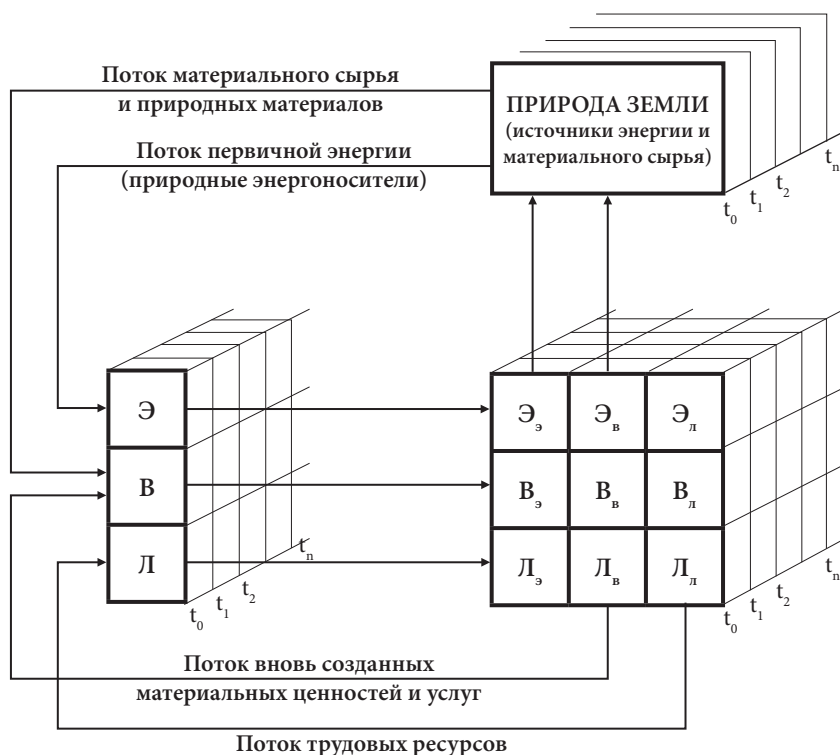 Поток материального сырья
и природных материалов
ПРИРОДА ЗЕМЛИ
(источники энергии и
материального сырья)
Поток первичной энергии
(природные энергоносители)
t₀
t₁
t₂
tₙ
Э
В
Л
t₀
t₁
t₂
tₙ
Ээ Эв Эл
Вэ Вв Вл
Лэ Лв Лл
t₀
t₁
t₂
tₙ
Поток вновь созданных
материальных ценностей и услуг
Поток трудовых ресурсов